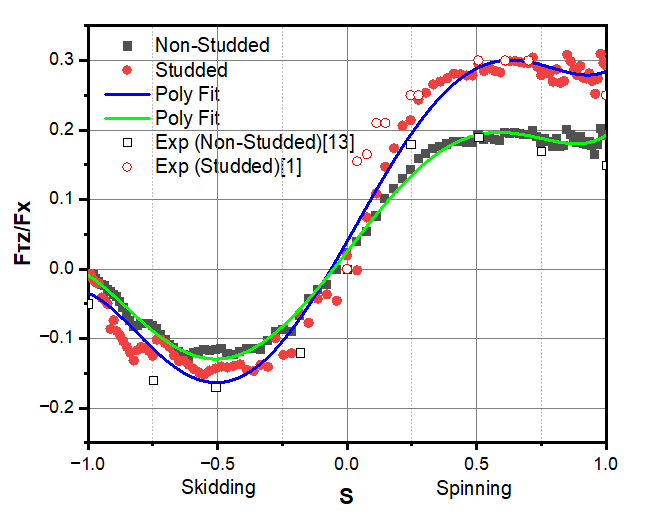 Non-Studded
Studded
Poly Fit
Poly Fit
Exp (Non-Studded)[13]
Exp (Studded)[1]
0.3
0.2
0.1
0.0
−0.1
−0.2
FTZ/FX
−1.0 −0.5 0.0 0.5 1.0
Skidding S Spinning